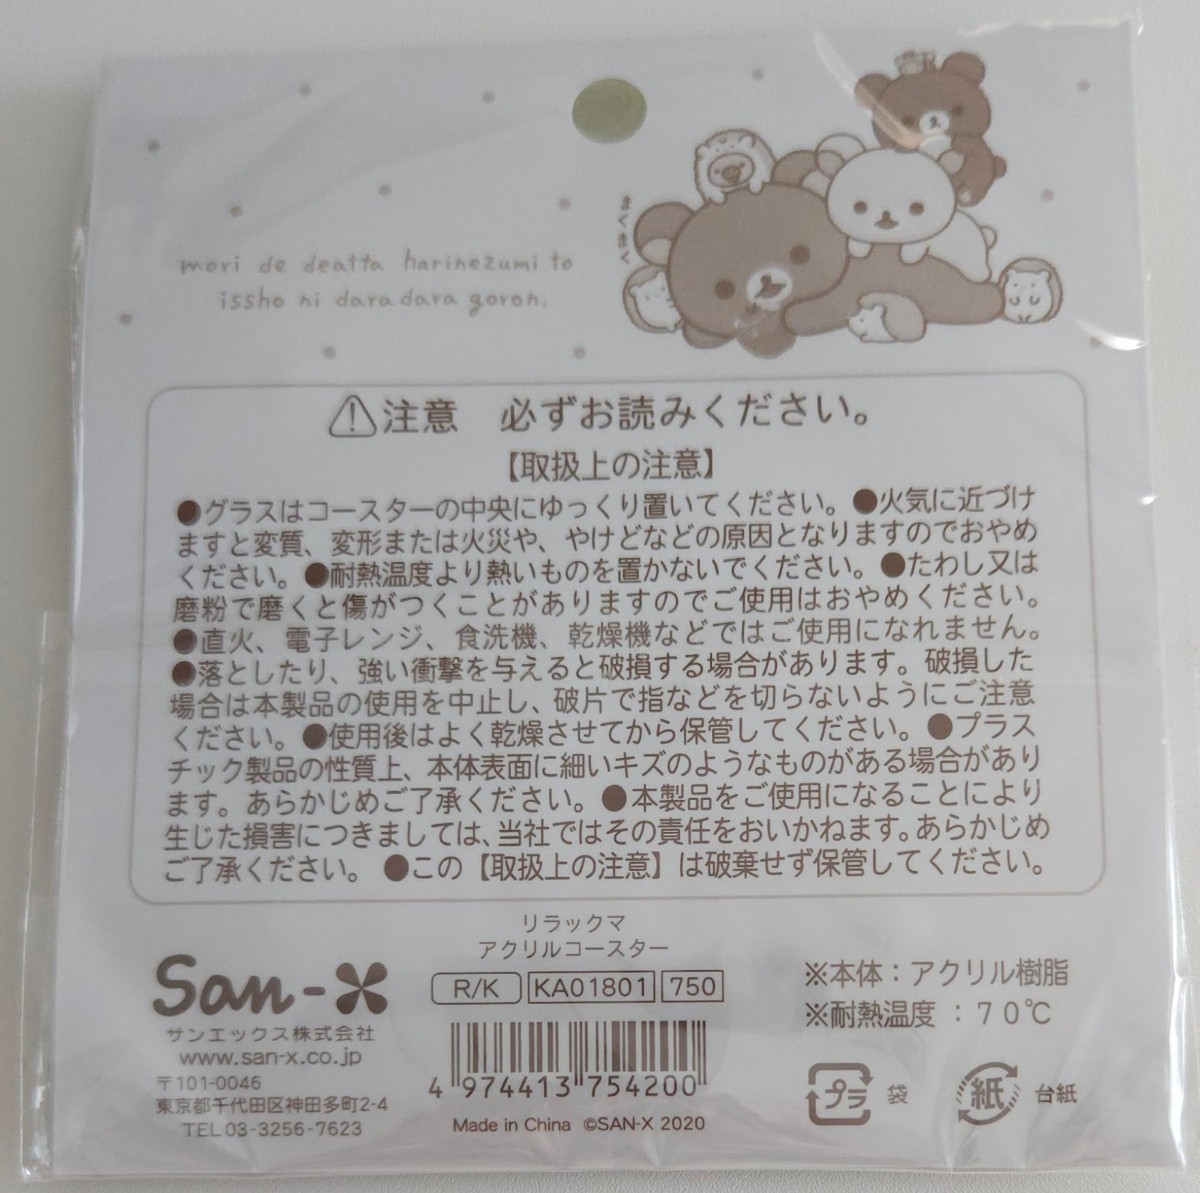 mori de deatta harinezumi to
issho ni daradara goron.
まくまく
注意 必ずお読みください。
【取扱上の注意】
●グラスはコースターの中央にゆっくり置いてください。●火気に近づけ
ますと変質、変形または火災や、やけどなどの原因となりますのでおやめ
ください。●耐熱温度より熱いものを置かないでください。●たわし又は
磨粉で磨くと傷がつくことがありますのでご使用はおやめください。
●直火、電子レンジ、食洗機、乾燥機などではご使用になれません。
●落としたり、強い衝撃を与えると破損する場合があります。破損した
場合は本製品の使用を中止し、破片で指などを切らないようにご注意
ください。●使用後はよく乾燥させてから保管してください。●プラス
チック製品の性質上、本体表面に細いキズのようなものがある場合があり
ます。あらかじめご了承ください。●本製品をご使用になることにより
生じた損害につきましては、当社ではその責任をおいかねます。あらかじめ
ご了承ください。●この【取扱上の注意】は破棄せず保管してください。
リラックマ
アクリルコースター
R/K KA01801 750
San-X
サンエックス株式会社
www.san-x.co.jp
〒101-0046
東京都千代田区神田多町2-4
TEL 03-3256-7623
4 974413 754200
Made in China ©SAN-X 2020
※本体：アクリル樹脂
※耐熱温度：70℃
プラ 袋
紙 台紙